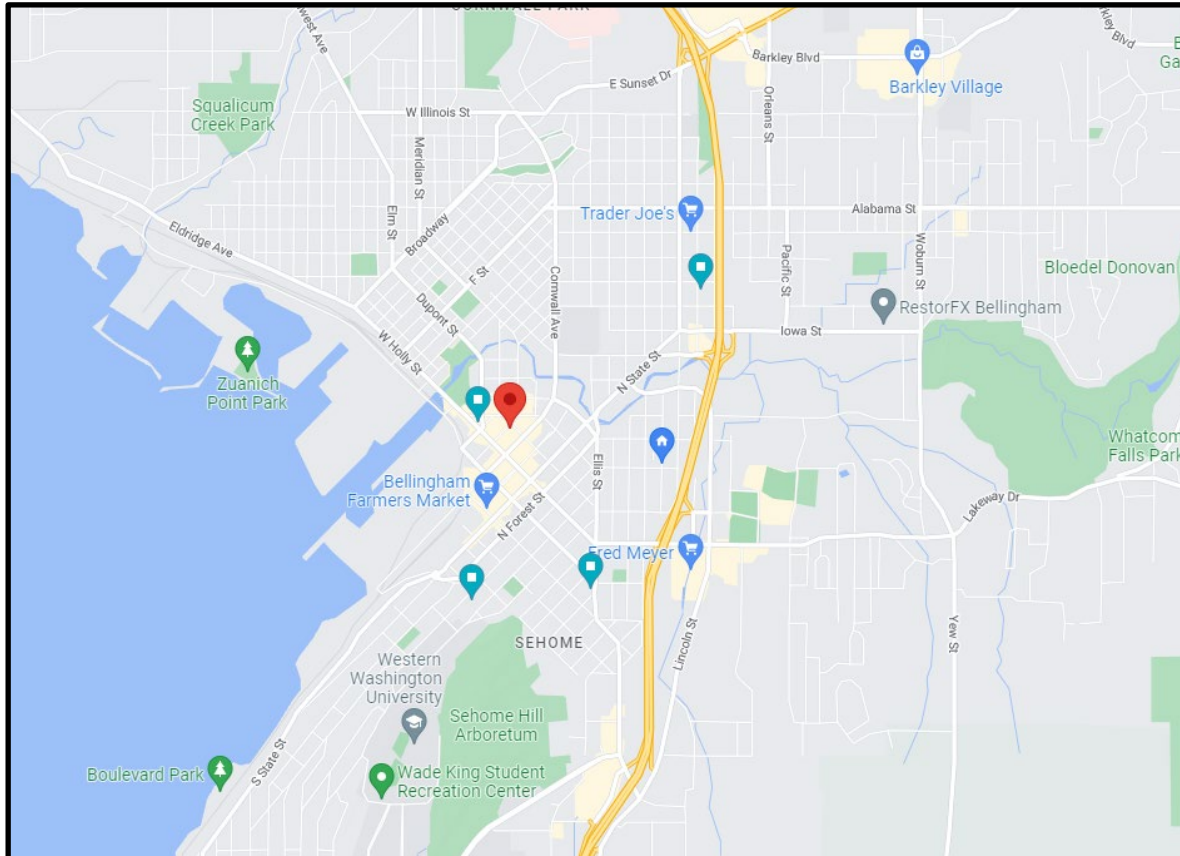 CORNWALL PARK
Barkley Blvd
arkley Blvd
E Sunset Dr
Barkley Village
Squalicum
Creek Park
W Illinois St
Meridian St
Orleans St
Trader Joe's
Alabama St
Elm St
Broadway
Eldridge Ave
F St
Cornwall Ave
Pacific St
Woburn St
Bloedel Donovan
Dupont St
RestorFX Bellingham
Iowa St
W Holly St
N State St
Zuanich
Point Park
Whatcom
Falls Park
Ellis St
Bellingham
Farmers Market
N Forest St
Lakeway Dr
Fred Meyer
SEHOME
Lincoln St
Yew St
Western
Washington
University
Sehome Hill
Arboretum
S State St
Boulevard Park
Wade King Student
Recreation Center